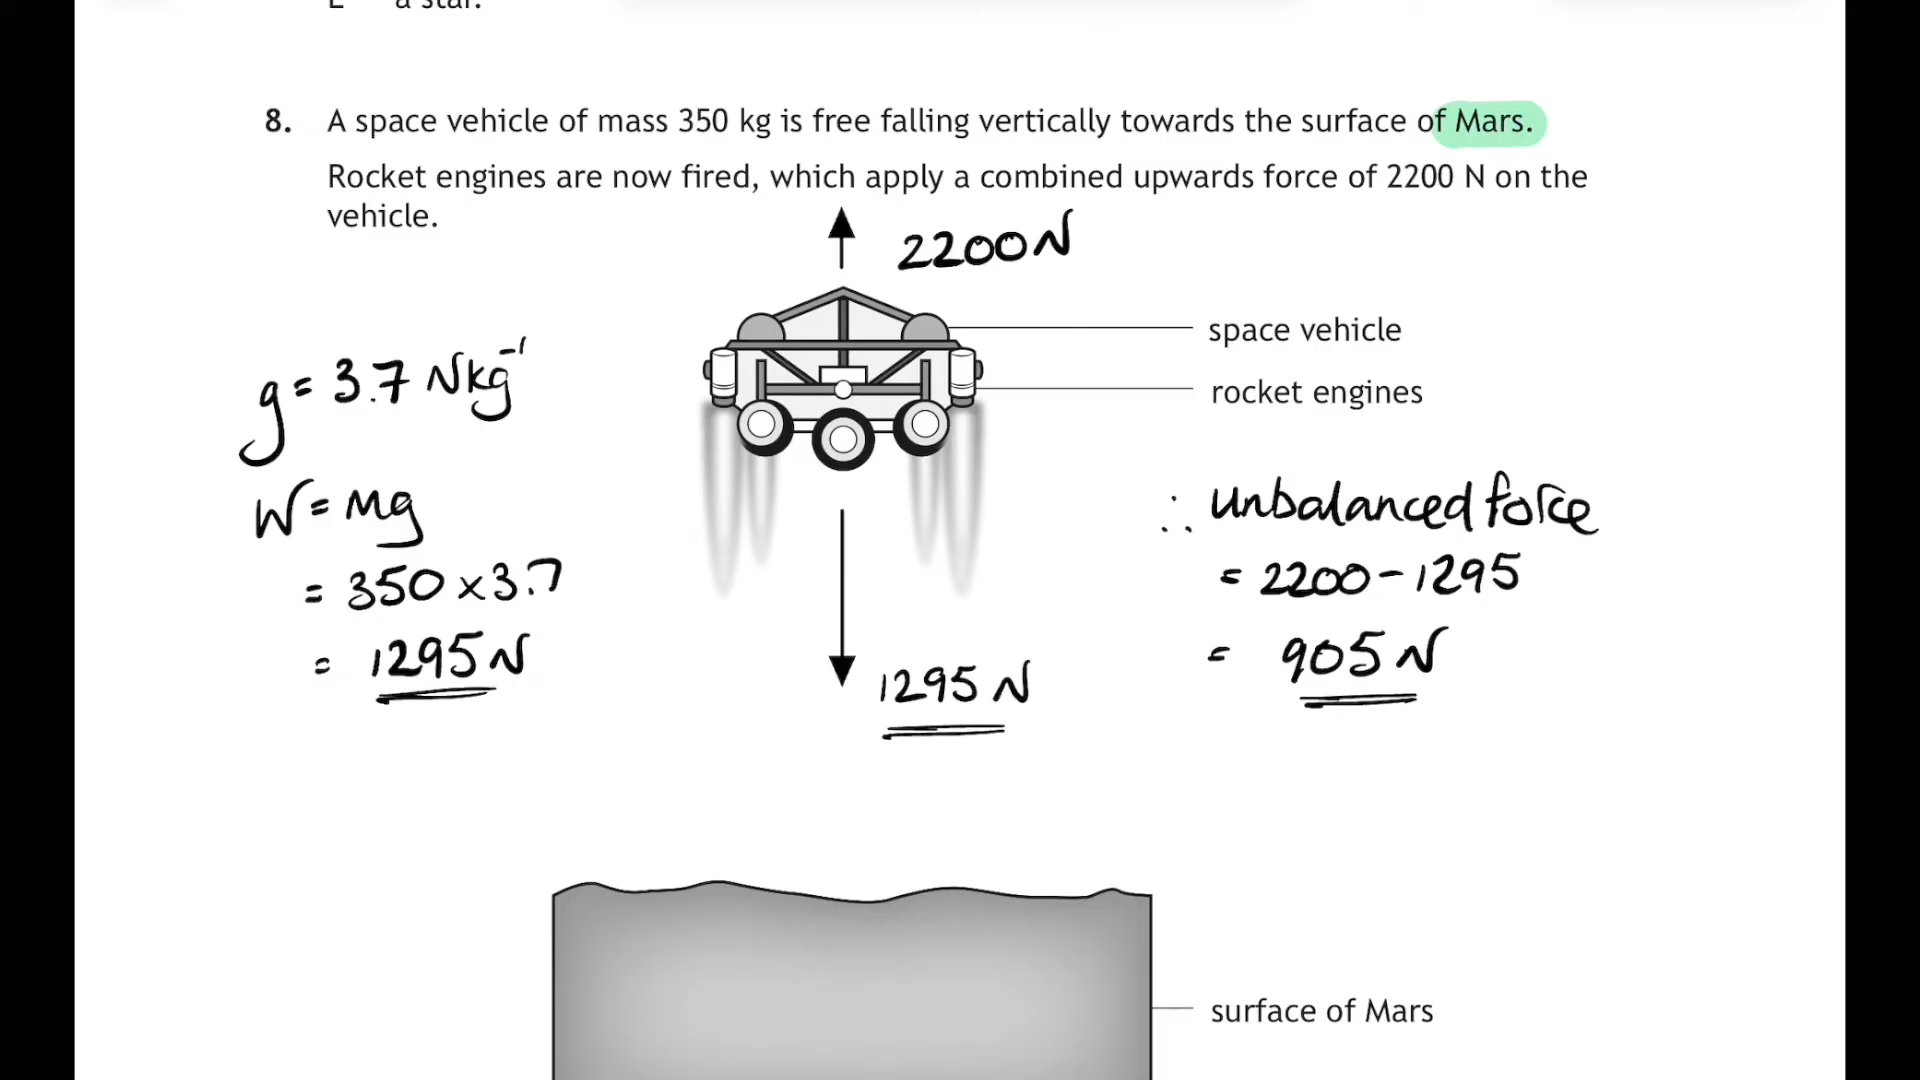 a star.
8. A space vehicle of mass 350 kg is free falling vertically towards the surface of Mars.
Rocket engines are now fired, which apply a combined upwards force of 2200 N on the
vehicle.
2200N
space vehicle
rocket engines
g = 3.7 Nkg⁻¹
W = mg
= 350 × 3.7
= 1295 N
1295 N
∴ unbalanced force
= 2200 - 1295
= 905 N
surface of Mars